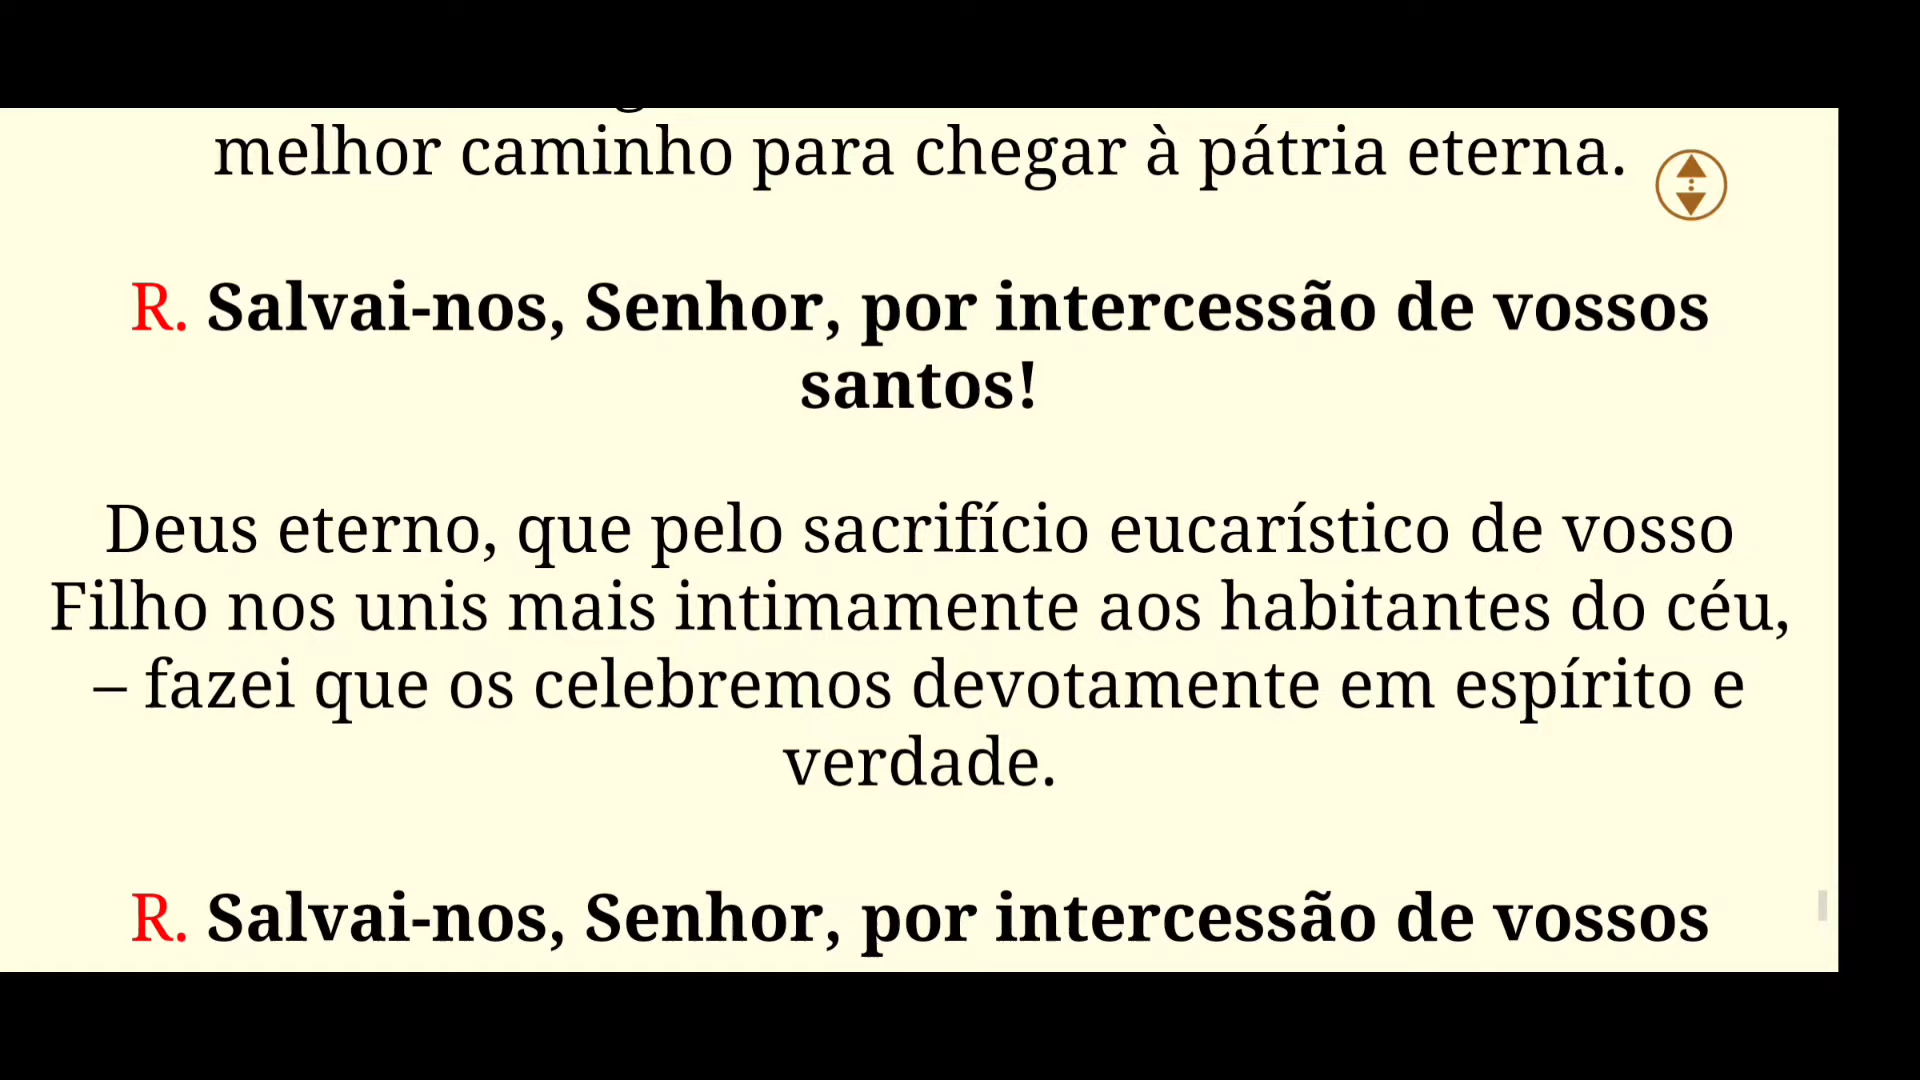 melhor caminho para chegar à pátria eterna.
R. Salvai-nos, Senhor, por intercessão de vossos
santos!
Deus eterno, que pelo sacrifício eucarístico de vosso
Filho nos unis mais intimamente aos habitantes do céu,
– fazei que os celebremos devotamente em espírito e
verdade.
R. Salvai-nos, Senhor, por intercessão de vossos